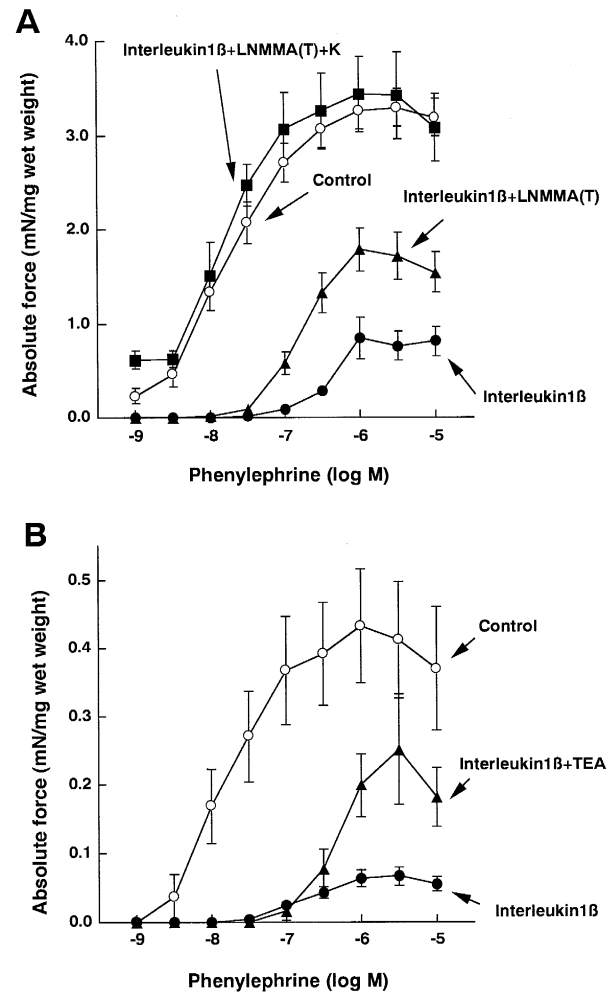 A
4.0
3.0
2.0
1.0
0.0
Absolute force (mN/mg wet weight)
Interleukin1ß+LNMMA(T)+K
Control
Interleukin1ß+LNMMA(T)
Interleukin1ß
-9 -8 -7 -6 -5
Phenylephrine (log M)
B
0.5
0.4
0.3
0.2
0.1
0.0
Absolute force (mN/mg wet weight)
Control
Interleukin1ß+TEA
Interleukin1ß
-9 -8 -7 -6 -5
Phenylephrine (log M)